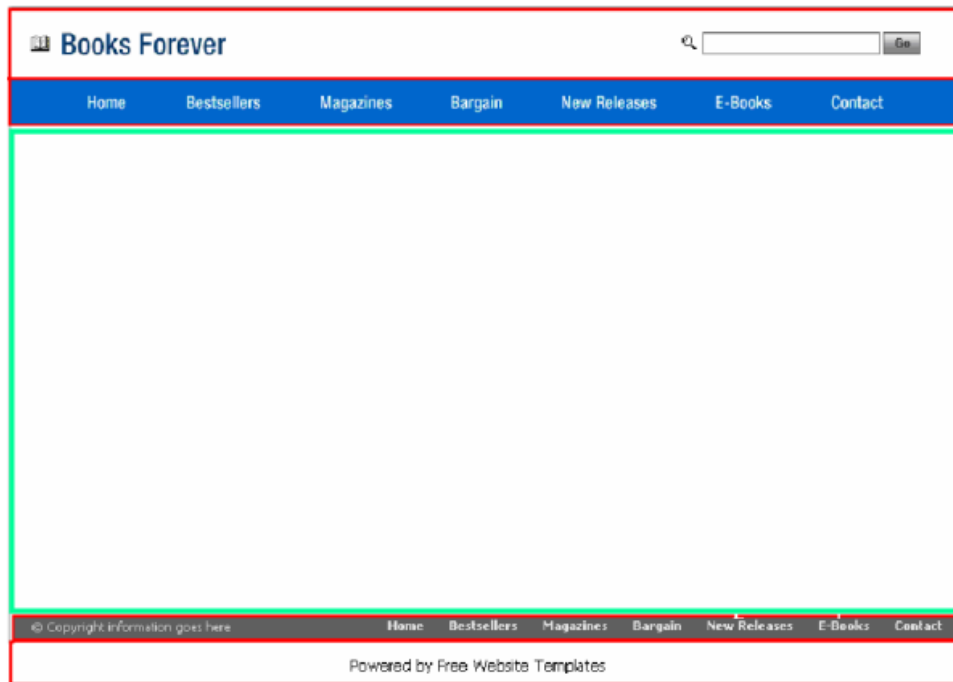 Books Forever
Go
Home Bestsellers Magazines Bargain New Releases E-Books Contact
© Copyright information goes here Home Bestsellers Magazines Bargain New Releases E-Books Contact
Powered by Free Website Templates